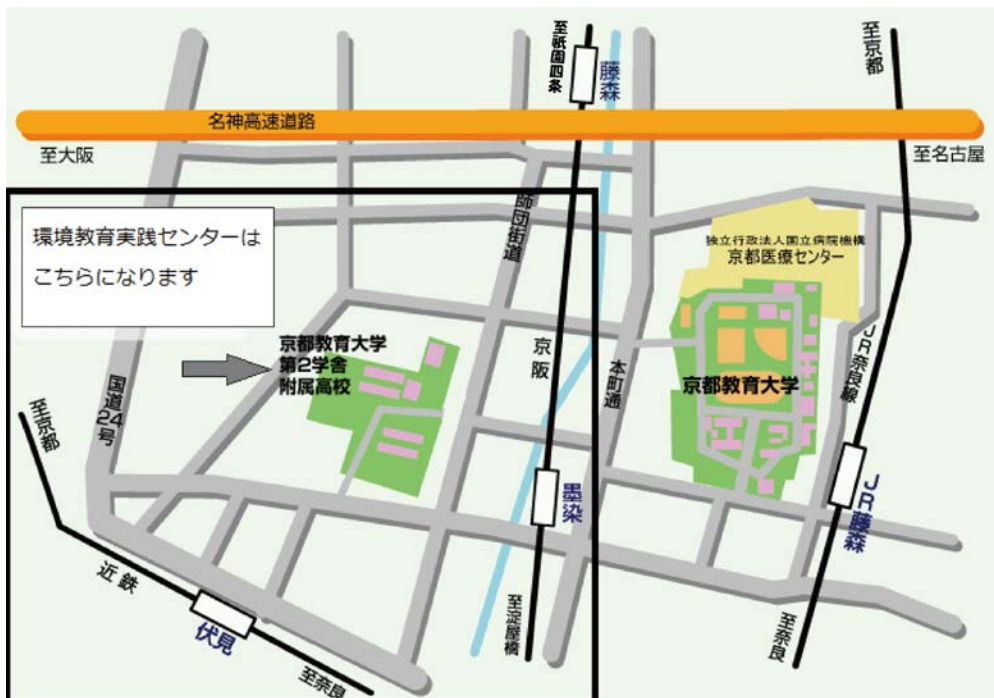 至祇園四条
藤森
至京都
名神高速道路
至大阪
至名古屋
環境教育実践センターは
こちらになります
師団街道
独立行政法人国立病院機構
京都医療センター
京都教育大学
第2学舎
附属高校
京阪
本町通
京都教育大学
JR奈良線
国道24号
至京都
墨染
JR藤森
近鉄
伏見
至淀屋橋
至奈良
至奈良